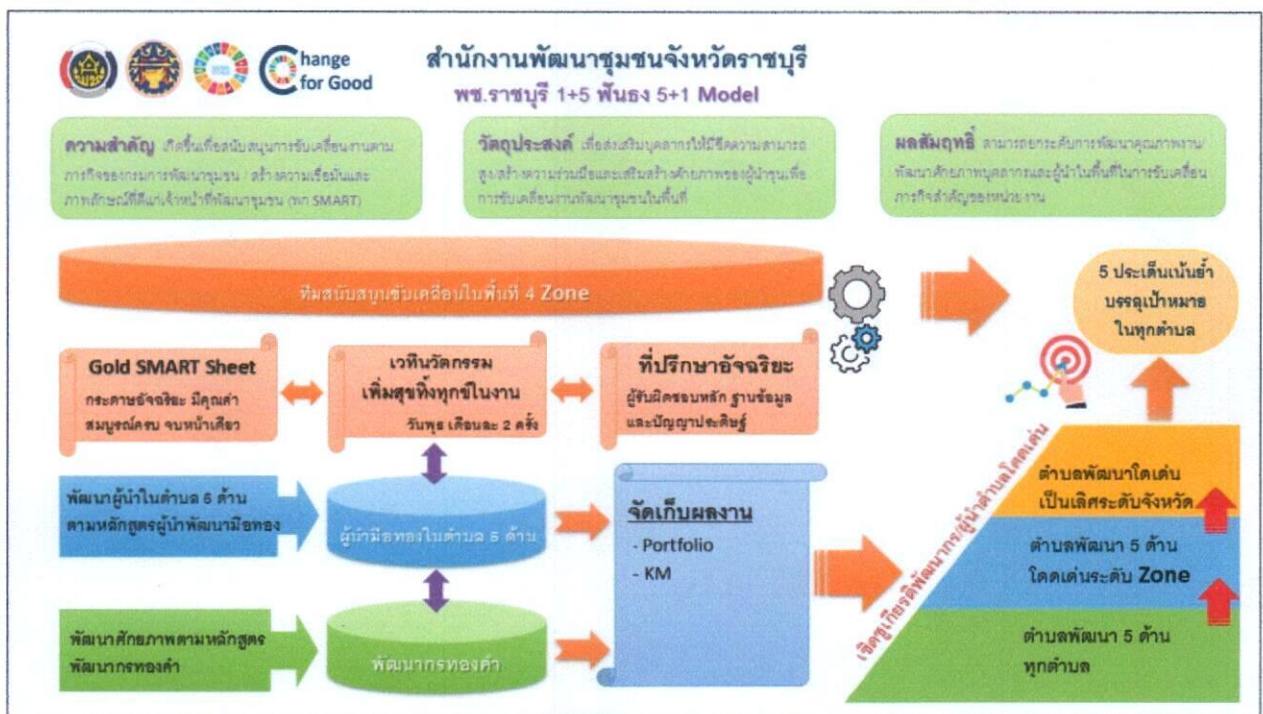 Change
for Good
สำนักงานพัฒนาชุมชนจังหวัดราชบุรี
พช.ราชบุรี 1+5 ฟันธง 5+1 Model
ความสำคัญ เกิดขึ้นเพื่อสนับสนุนการขับเคลื่อนงานตาม
ภารกิจของกรมการพัฒนาชุมชน / สร้างความเชื่อมั่นและ
ภาพลักษณ์ที่ดีแก่เจ้าหน้าที่พัฒนาชุมชน (พก SMART)
วัตถุประสงค์ เพื่อส่งเสริมบุคลากรให้มีขีดความสามารถ
สูง/สร้างความร่วมมือและเสริมสร้างศักยภาพของผู้นำชุมเพื่อ
การขับเคลื่อนงานพัฒนาชุมชนในพื้นที่
ผลสัมฤทธิ์ สามารถยกระดับการพัฒนาคุณภาพงาน/
พัฒนาศักยภาพบุคลากรและผู้นำในพื้นที่ในการขับเคลื่อน
ภารกิจสำคัญของหน่วยงาน
ทีมสนับสนุนขับเคลื่อนในพื้นที่ 4 Zone
5 ประเด็นเน้นย้ำ
บรรลุเป้าหมาย
ในทุกตำบล
Gold SMART Sheet
กระดาษอัจฉริยะ มีคุณค่า
สมบูรณ์ครบ จบหน้าเดียว
เวทีนวัตกรรม
เพิ่มสุขทิ้งทุกข์ในงาน
วันพุธ เดือนละ 2 ครั้ง
ที่ปรึกษาอัจฉริยะ
ผู้รับผิดชอบหลัก ฐานข้อมูล
และปัญญาประดิษฐ์
พัฒนาผู้นำในตำบล 5 ด้าน
ตามหลักสูตรผู้นำพัฒนามือทอง
ผู้นำมือทองในตำบล 5 ด้าน
จัดเก็บผลงาน
- Portfolio
- KM
พัฒนาศักยภาพตามหลักสูตร
พัฒนากรทองคำ
พัฒนากรทองคำ
เชิดชูเกียรติพัฒนากร/ผู้นำตำบลโดดเด่น
ตำบลพัฒนาโดดเด่น
เป็นเลิศระดับจังหวัด
ตำบลพัฒนา 5 ด้าน
โดดเด่นระดับ Zone
ตำบลพัฒนา 5 ด้าน
ทุกตำบล